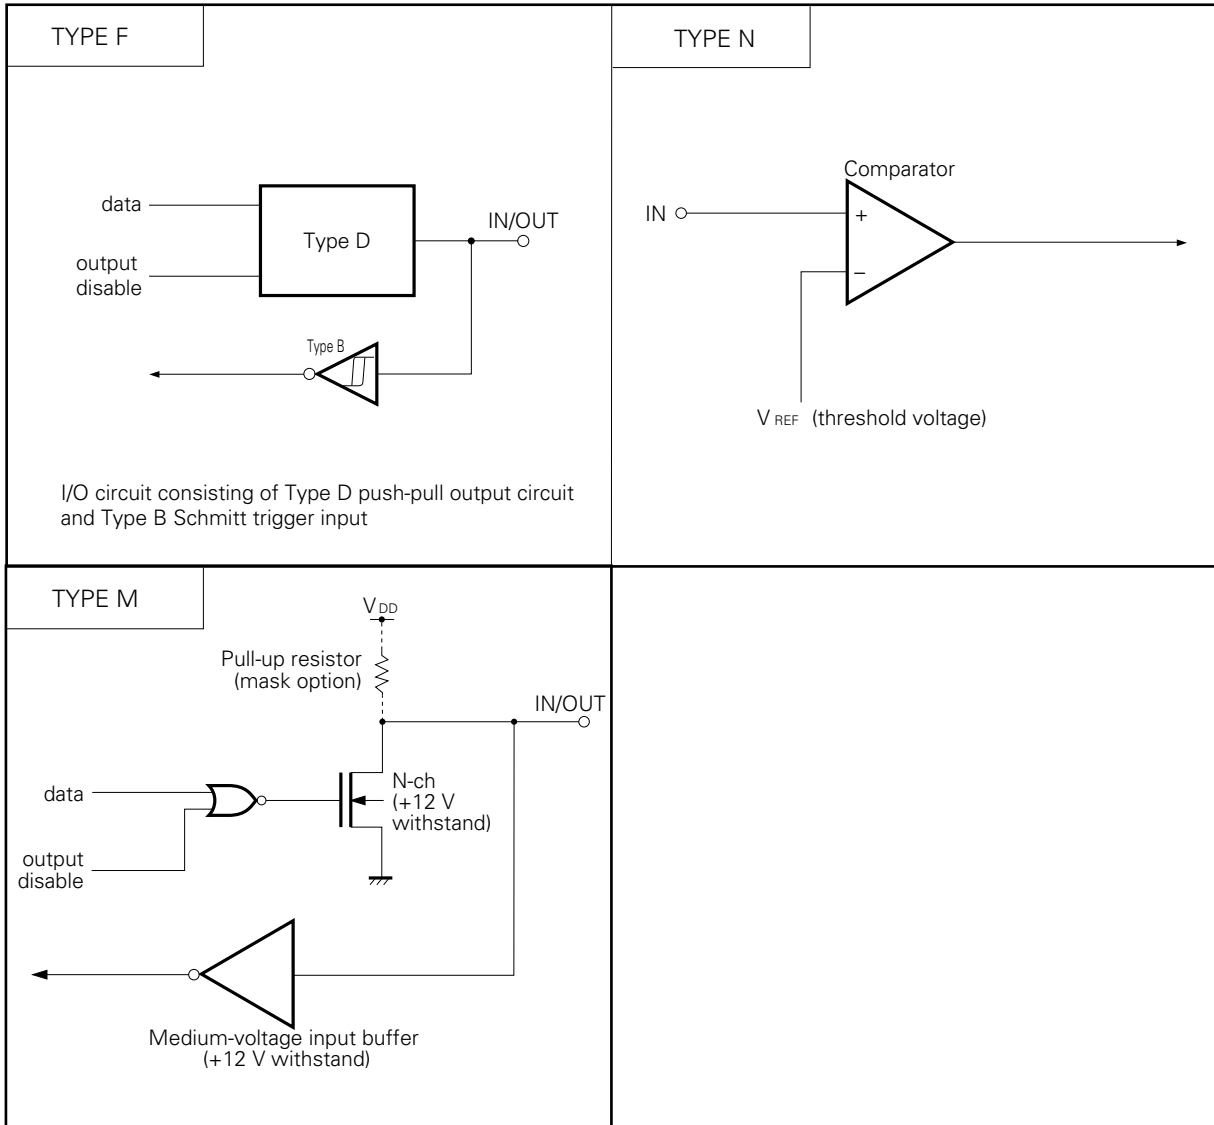 TYPE F
data
output
disable
Type D
IN/OUT
Type B
I/O circuit consisting of Type D push-pull output circuit
and Type B Schmitt trigger input
TYPE N
Comparator
IN
+
−
VREF (threshold voltage)
TYPE M
VDD
Pull-up resistor
(mask option)
IN/OUT
data
output
disable
N-ch
(+12 V
withstand)
Medium-voltage input buffer
(+12 V withstand)